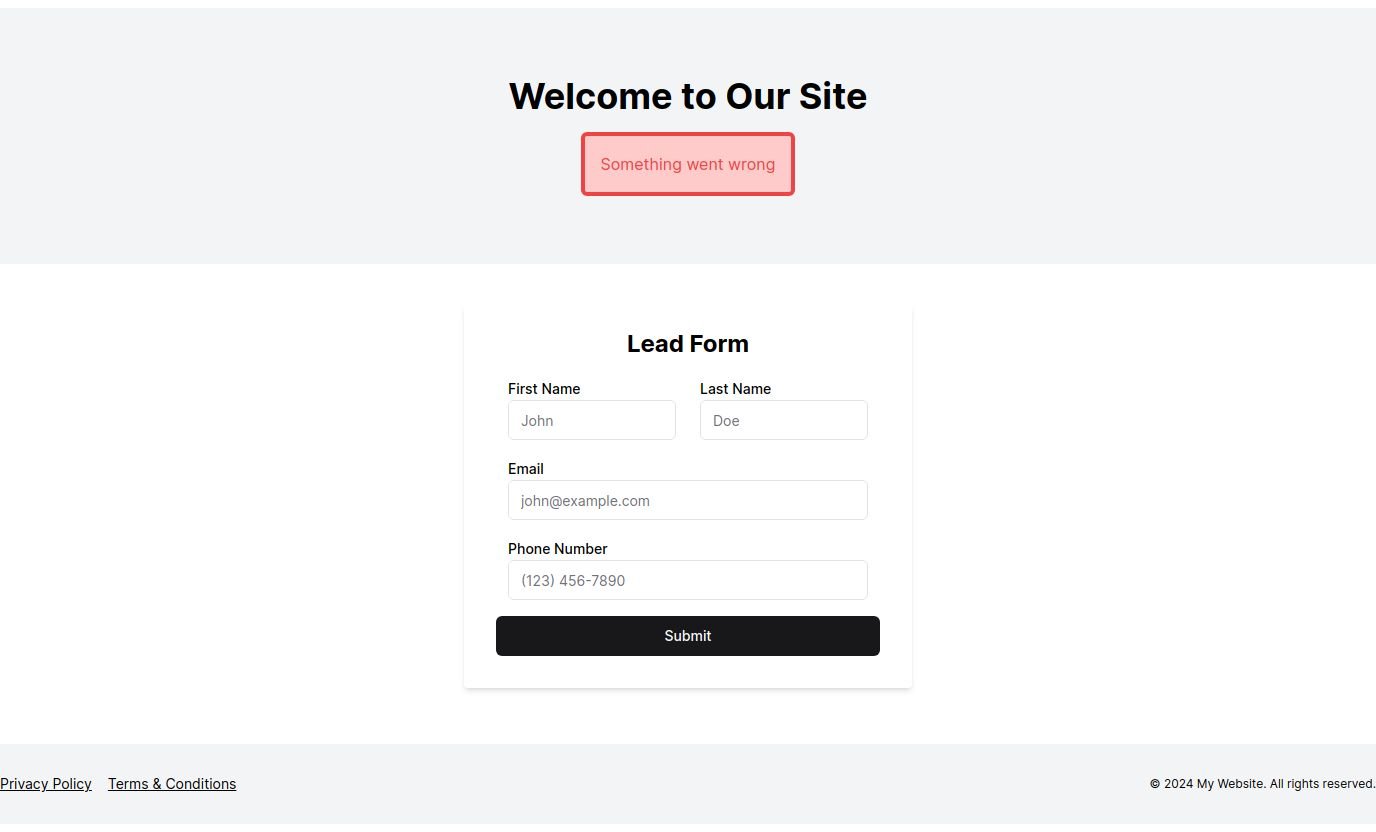 Welcome to Our Site
Something went wrong
Lead Form
First Name
Last Name
John
Doe
Email
john@example.com
Phone Number
(123) 456-7890
Submit
Privacy Policy
Terms & Conditions
© 2024 My Website. All rights reserved.